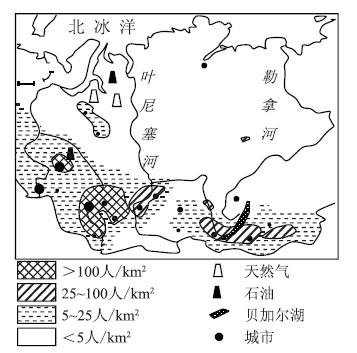 北冰洋
叶尼塞河
勒拿河
>100人/km²
天然气
25~100人/km²
石油
5~25人/km²
贝加尔湖
<5人/km²
城市